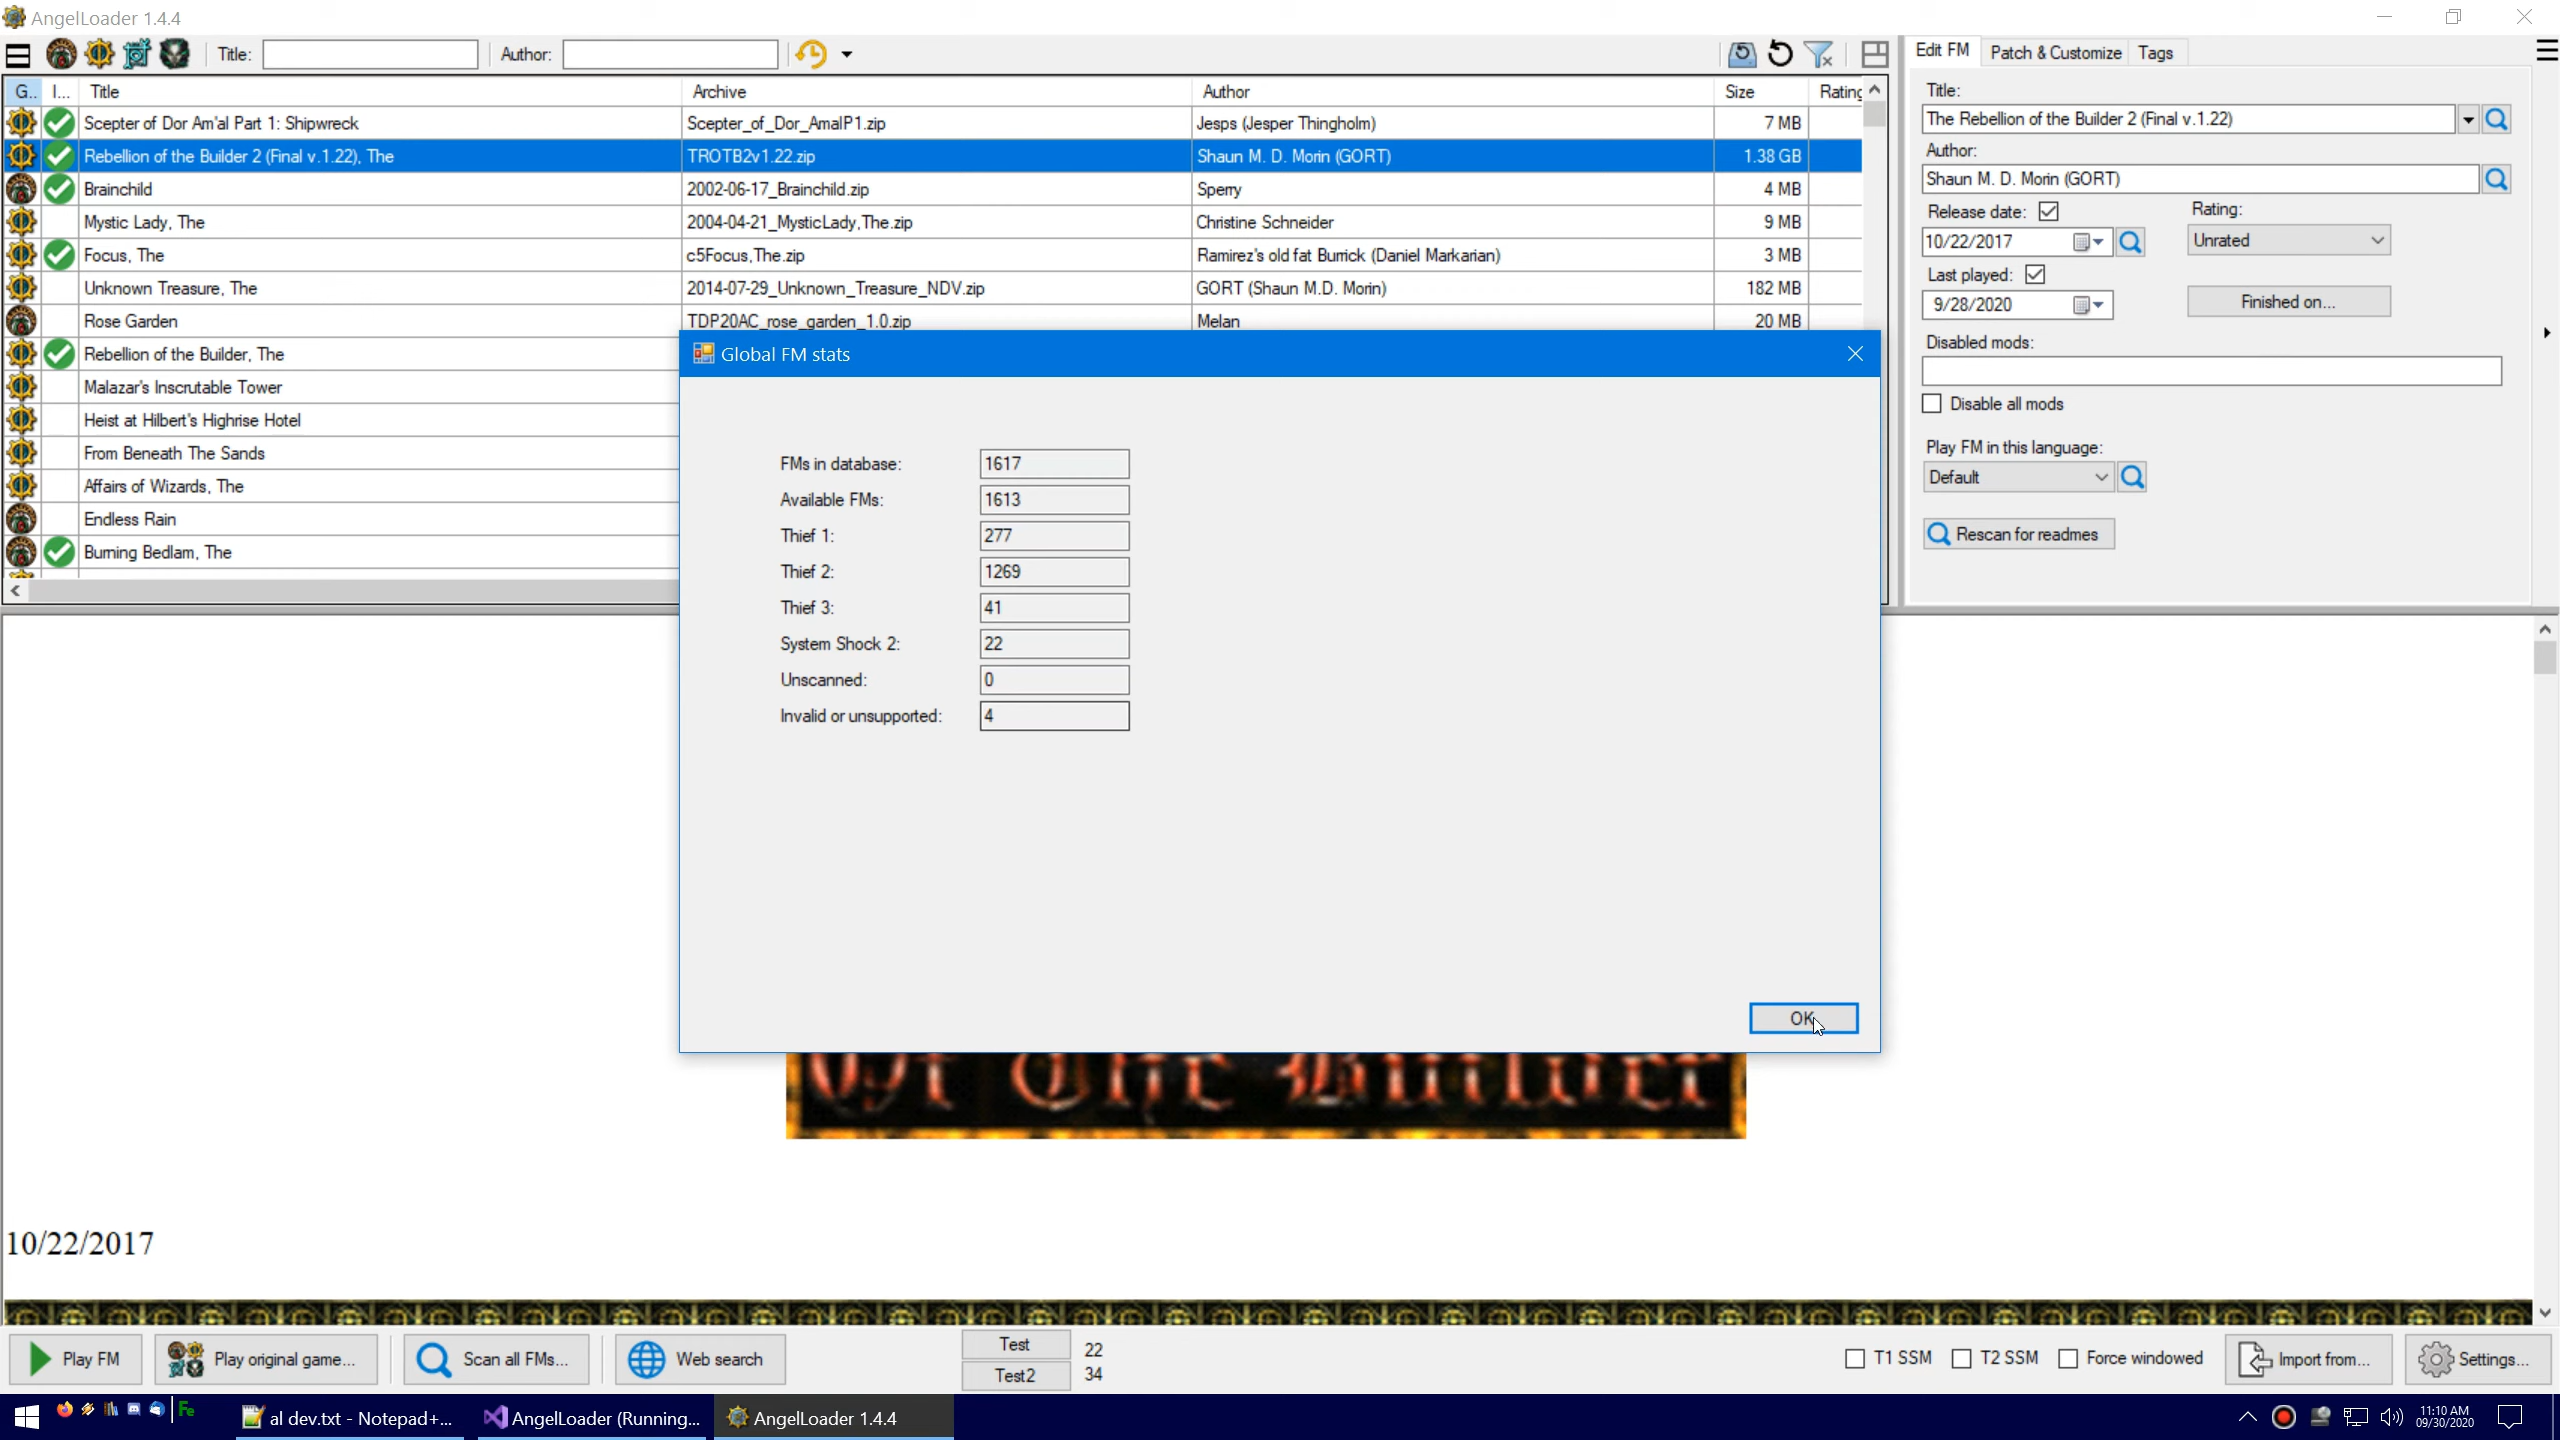 AngelLoader 1.4.4
Title:
Author:
G.. I... Title Archive Author Size Rating
Scepter of Dor Am'al Part 1: Shipwreck Scepter_of_Dor_AmalP1.zip Jesps (Jesper Thingholm) 7 MB
Rebellion of the Builder 2 (Final v.1.22), The TROTB2v1.22.zip Shaun M. D. Morin (GORT) 1.38 GB
Brainchild 2002-06-17_Brainchild.zip Sperry 4 MB
Mystic Lady, The 2004-04-21_MysticLady,The.zip Christine Schneider 9 MB
Focus, The c5Focus,The.zip Ramirez's old fat Burrick (Daniel Markarian) 3 MB
Unknown Treasure, The 2014-07-29_Unknown_Treasure_NDV.zip GORT (Shaun M.D. Morin) 182 MB
Rose Garden TDP20AC_rose_garden_1.0.zip Melan 20 MB
Rebellion of the Builder, The
Malazar's Inscrutable Tower
Heist at Hilbert's Highrise Hotel
From Beneath The Sands
Affairs of Wizards, The
Endless Rain
Burning Bedlam, The
Edit FM Patch & Customize Tags
Title:
The Rebellion of the Builder 2 (Final v.1.22)
Author:
Shaun M. D. Morin (GORT)
Release date: Rating:
10/22/2017 Unrated
Last played:
9/28/2020 Finished on...
Disabled mods:
Disable all mods
Play FM in this language:
Default
Rescan for readmes
Global FM stats
FMs in database: 1617
Available FMs: 1613
Thief 1: 277
Thief 2: 1269
Thief 3: 41
System Shock 2: 22
Unscanned: 0
Invalid or unsupported: 4
OK
Of The Builder
10/22/2017
Play FM Play original game... Scan all FMs... Web search
Test 22
Test2 34
T1 SSM T2 SSM Force windowed Import from... Settings...
Fe al dev.txt - Notepad+... AngelLoader (Running... AngelLoader 1.4.4
11:10 AM
09/30/2020